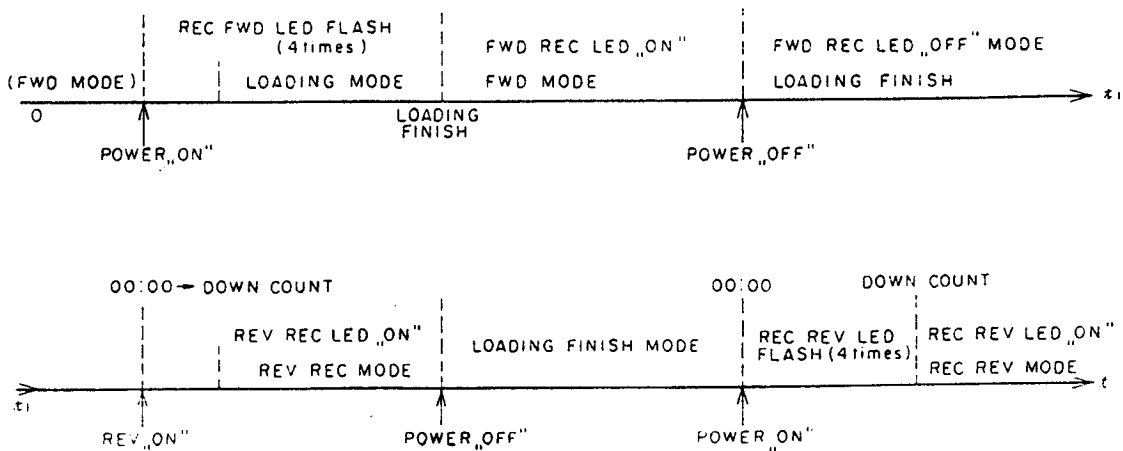 REC FWD LED FLASH
(4 times)
FWD REC LED „ON"
FWD REC LED „OFF" MODE
(FWD MODE)
LOADING MODE
FWD MODE
LOADING FINISH
0
LOADING
FINISH
t1
POWER „ON"
POWER „OFF"
00:00 → DOWN COUNT
00:00
DOWN COUNT
REV REC LED „ON"
REV REC MODE
LOADING FINISH MODE
REC REV LED
FLASH (4 times)
REC REV LED „ON"
REC REV MODE
t1
t
REV „ON"
POWER „OFF"
POWER „ON"